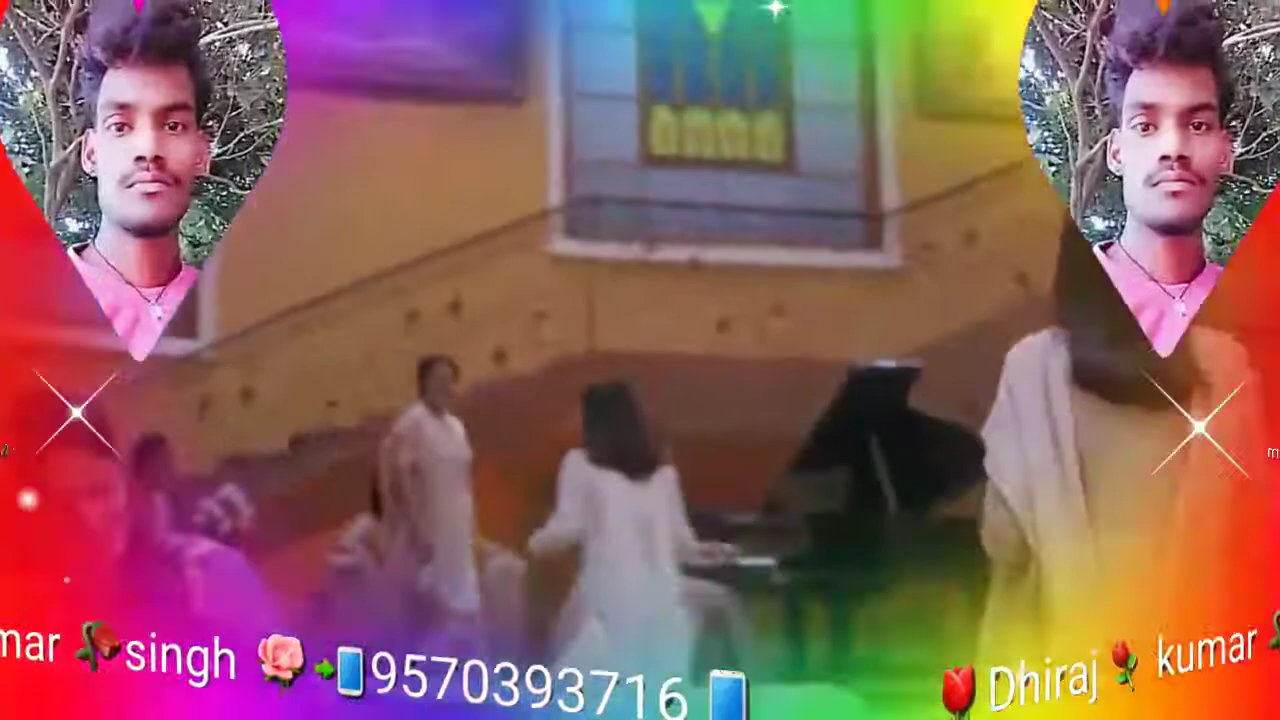 mar 🥀singh 🌹➡📱9570393716 📱 🌷Dhiraj🌹 kumar